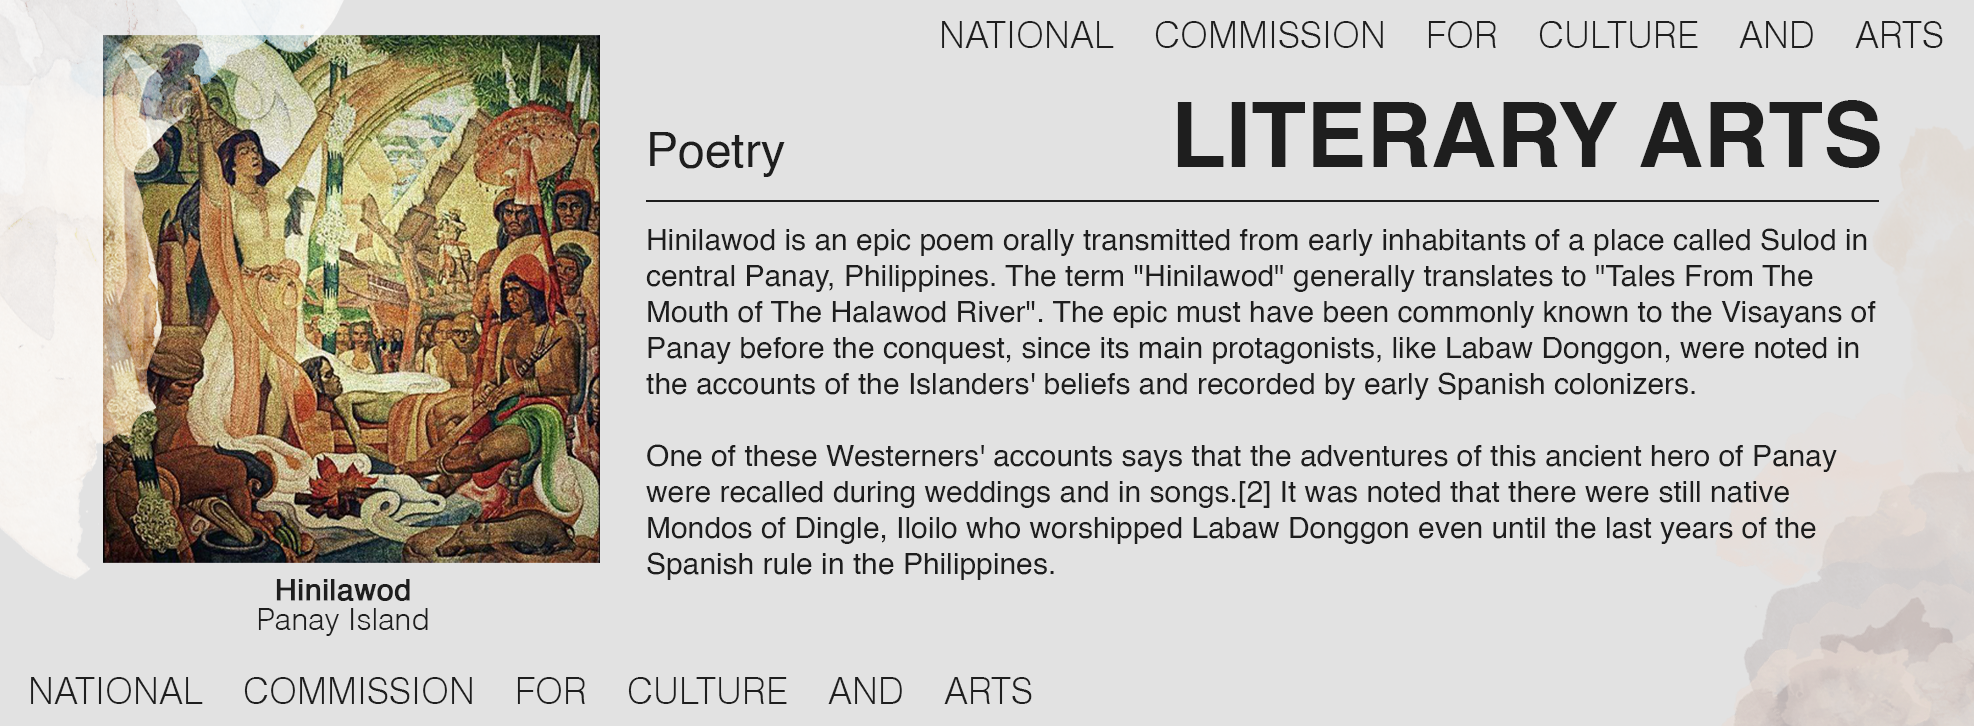 NATIONAL COMMISSION FOR CULTURE AND ARTS
Poetry
LITERARY ARTS
Hinilawod is an epic poem orally transmitted from early inhabitants of a place called Sulod in
central Panay, Philippines. The term "Hinilawod" generally translates to "Tales From The
Mouth of The Halawod River". The epic must have been commonly known to the Visayans of
Panay before the conquest, since its main protagonists, like Labaw Donggon, were noted in
the accounts of the Islanders' beliefs and recorded by early Spanish colonizers.
One of these Westerners' accounts says that the adventures of this ancient hero of Panay
were recalled during weddings and in songs.[2] It was noted that there were still native
Mondos of Dingle, Iloilo who worshipped Labaw Donggon even until the last years of the
Spanish rule in the Philippines.
Hinilawod
Panay Island
NATIONAL COMMISSION FOR CULTURE AND ARTS